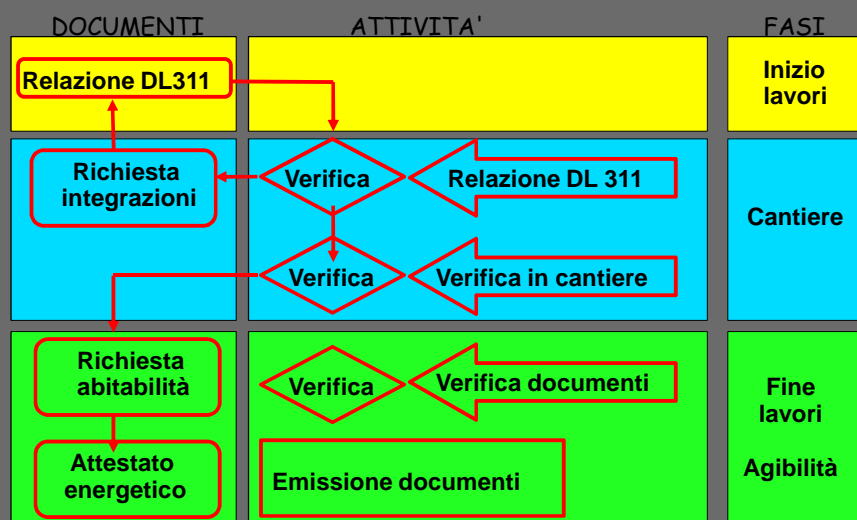 DOCUMENTI
ATTIVITA'
FASI
Relazione DL311
Inizio
lavori
Richiesta
integrazioni
Verifica
Relazione DL 311
Cantiere
Verifica
Verifica in cantiere
Richiesta
abitabilità
Verifica
Verifica documenti
Fine
lavori
Attestato
energetico
Emissione documenti
Agibilità